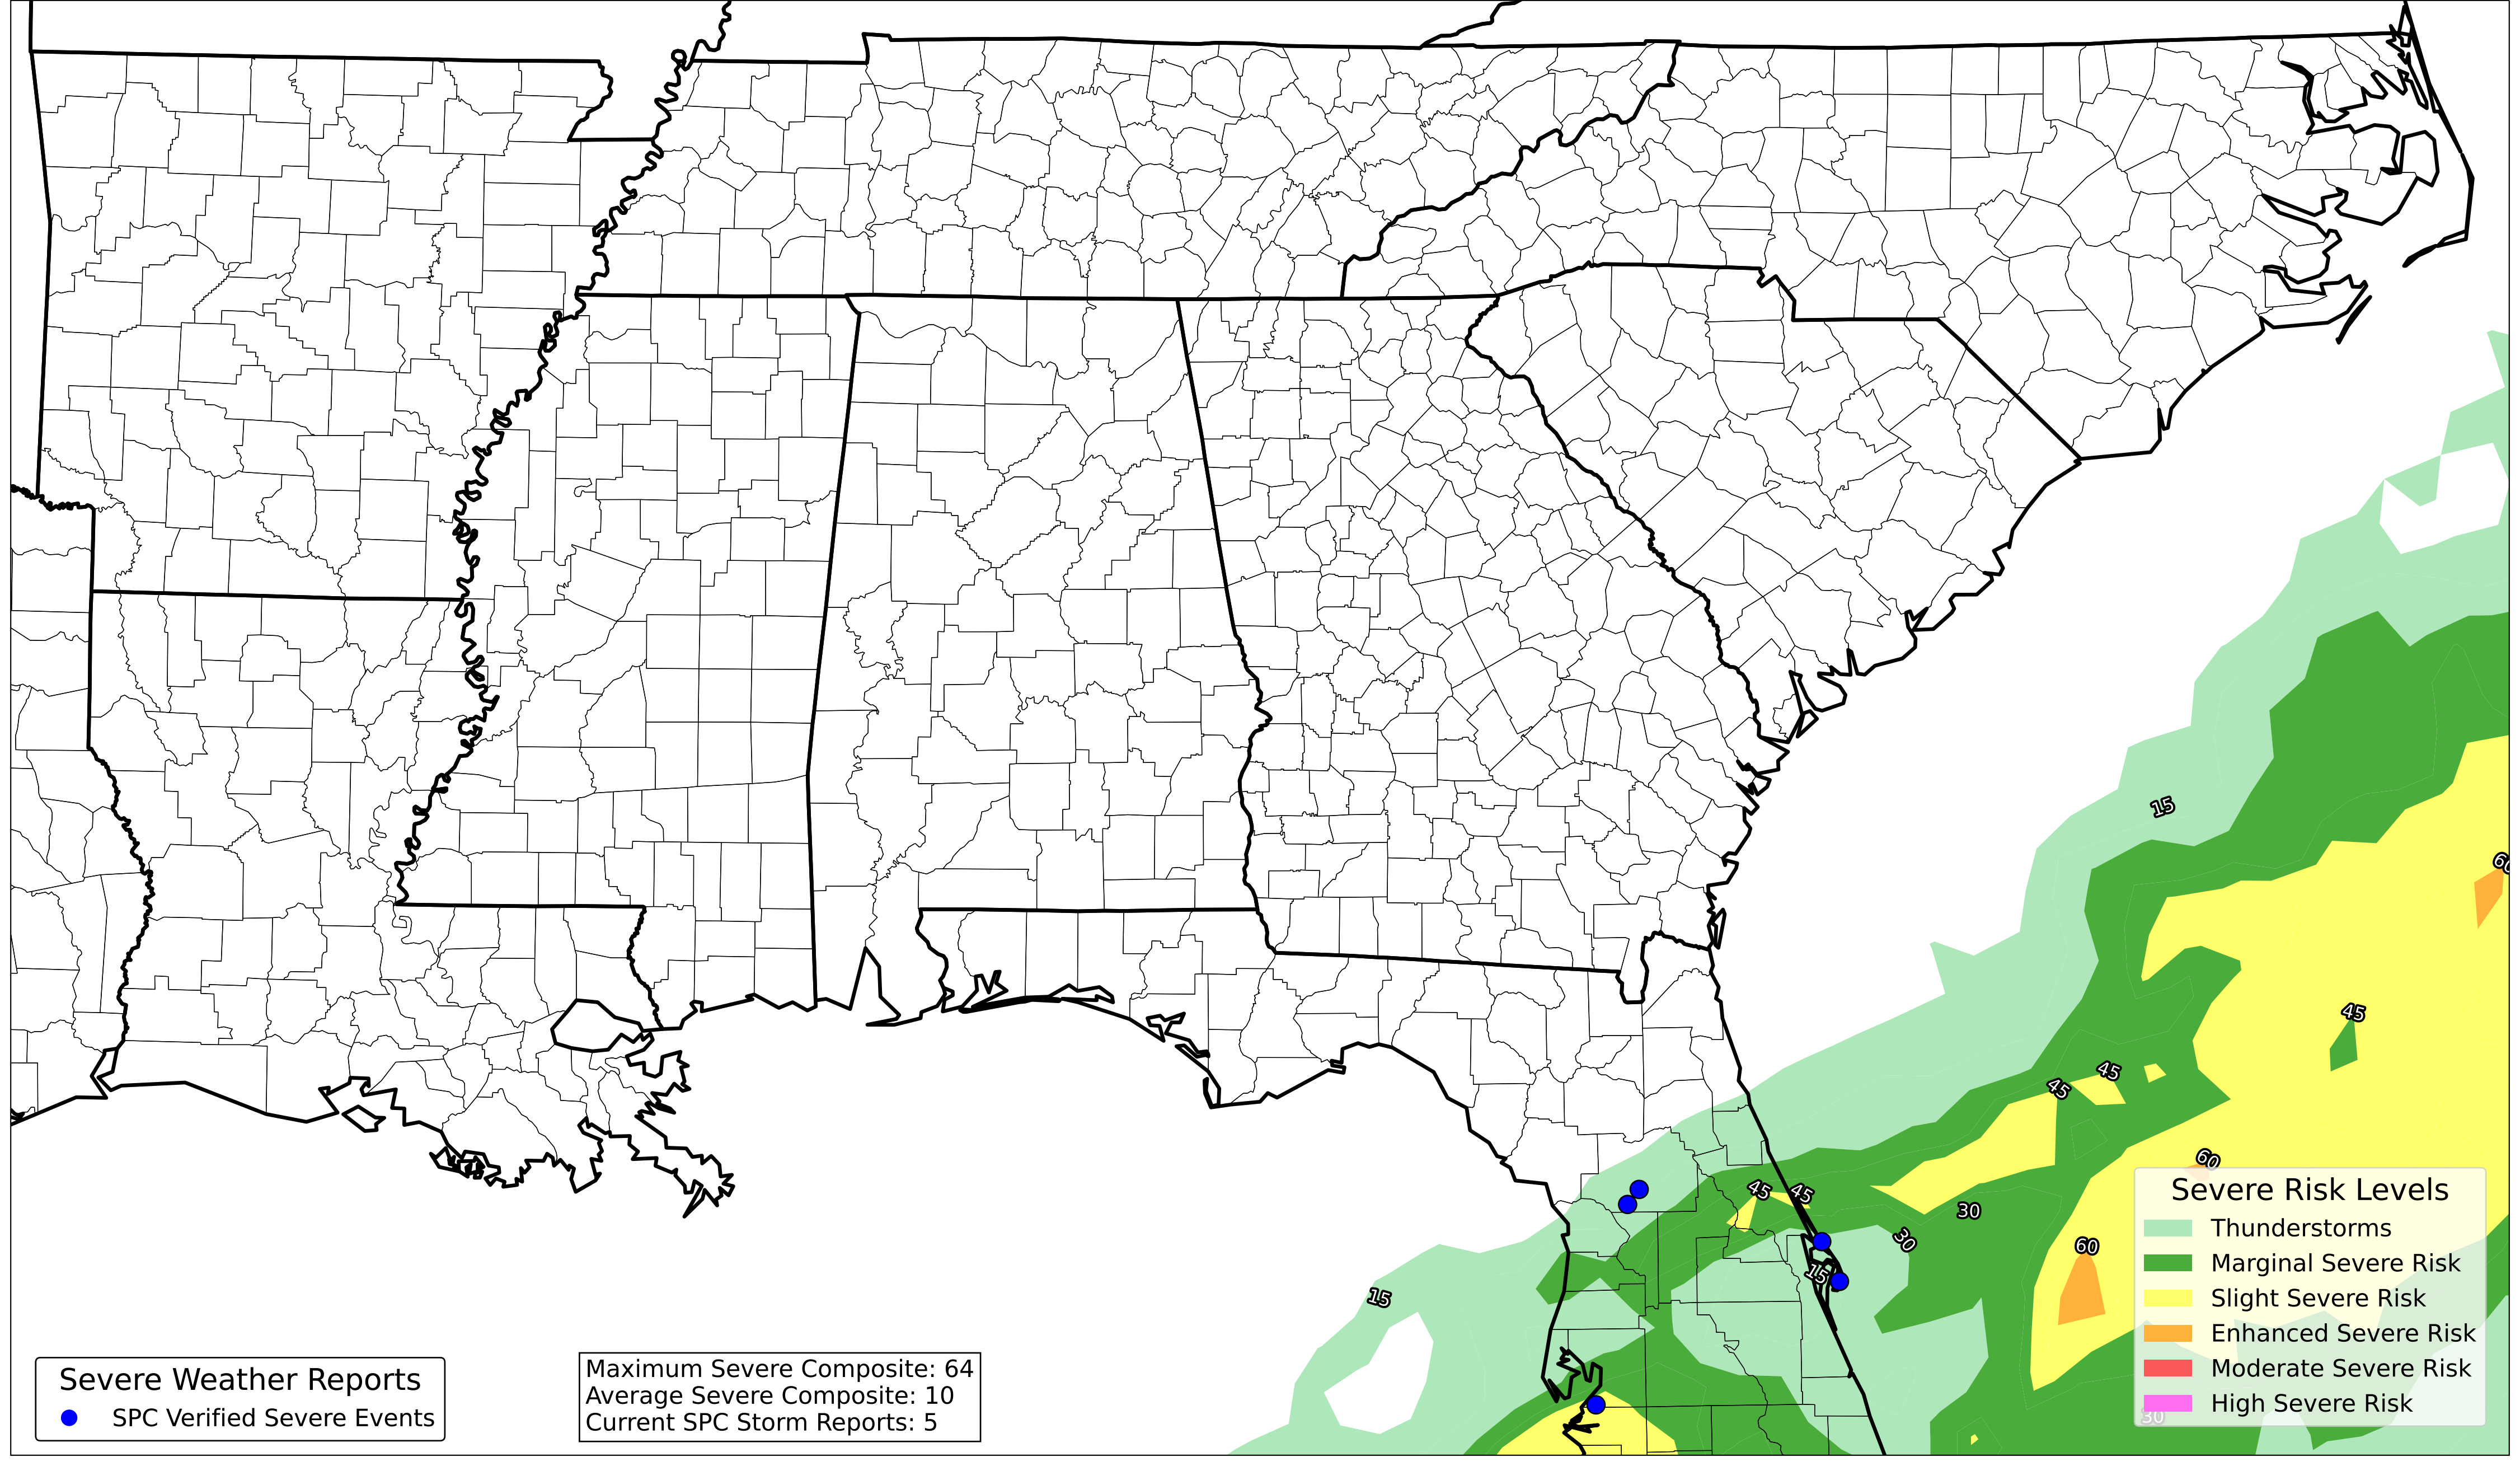 15
60
45
45
45
60
45
45
30
30
60
15
15
30
Severe Risk Levels
Thunderstorms
Marginal Severe Risk
Slight Severe Risk
Enhanced Severe Risk
Moderate Severe Risk
High Severe Risk
Severe Weather Reports
SPC Verified Severe Events
Maximum Severe Composite: 64
Average Severe Composite: 10
Current SPC Storm Reports: 5